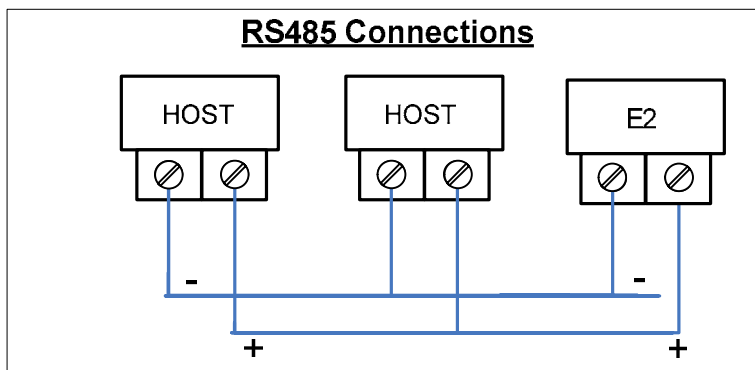 RS485 Connections
HOST
HOST
E2
-
-
+
+